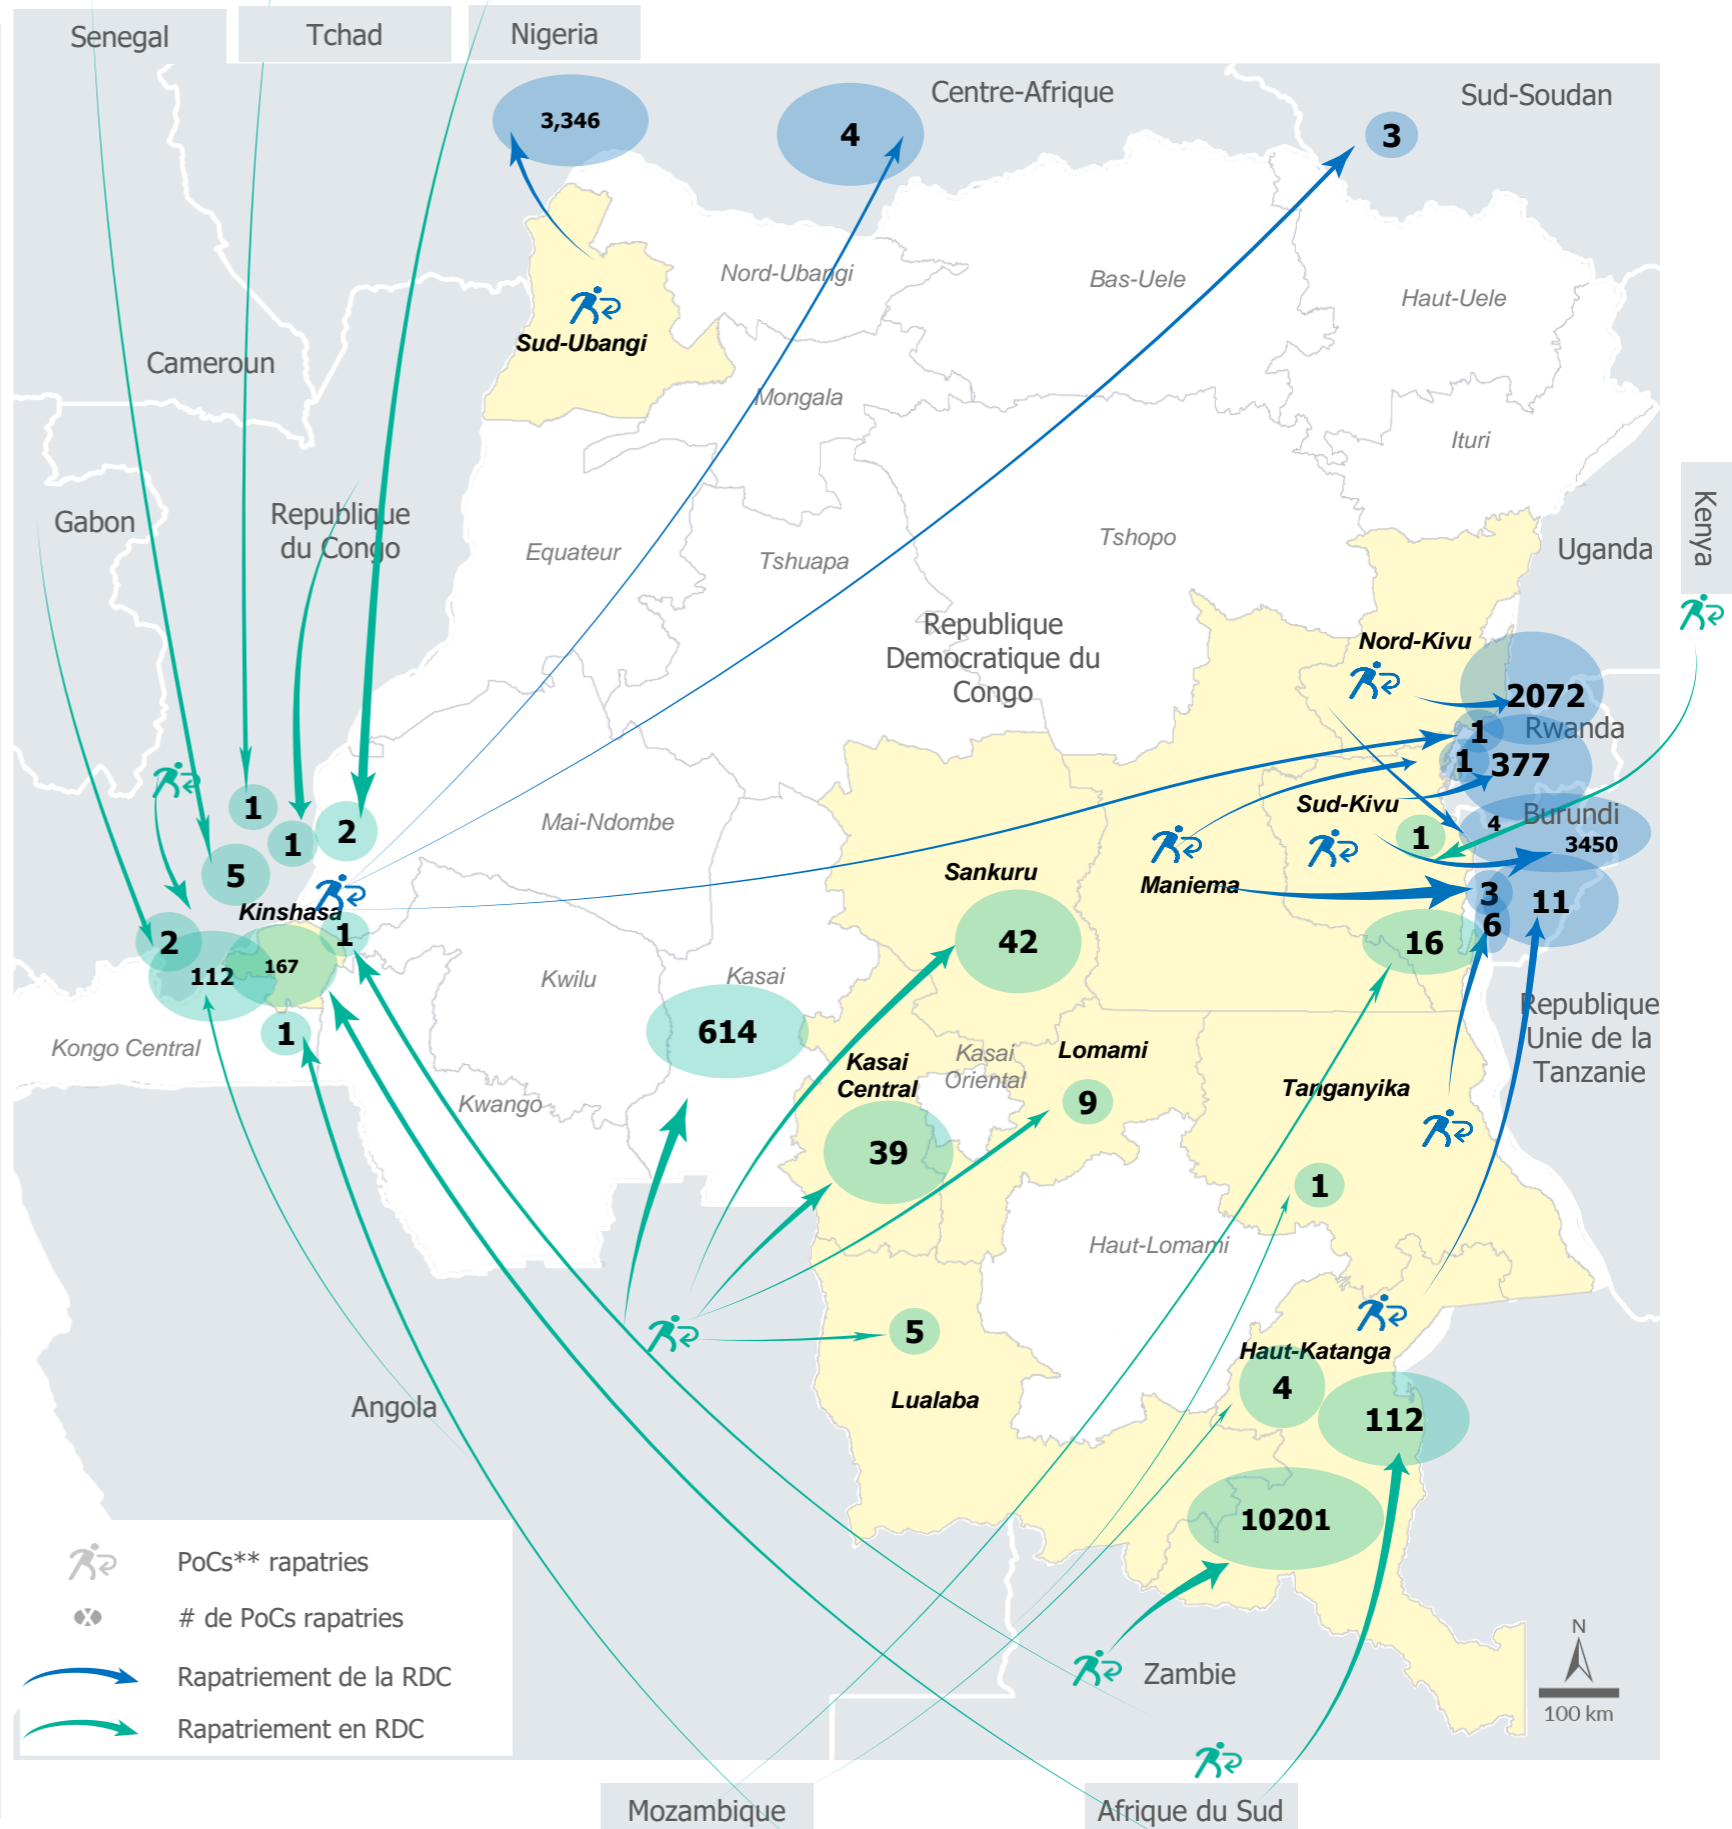 Senegal
Tchad
Nigeria
3,346
4
Centre-Afrique
3
Sud-Soudan
Nord-Ubangi
Bas-Uele
Haut-Uele
Sud-Ubangi
Cameroun
Mongala
Ituri
Gabon
Republique
du Congo
Equateur
Tshuapa
Tshopo
Uganda
Kenya
Republique
Democratique du
Congo
Nord-Kivu
2072
1
Rwanda
1
377
Sud-Kivu
Burundi
4
1
3450
1
1
2
Mai-Ndombe
5
Sankuru
Maniema
3
11
6
Kinshasa
2
1
112
167
42
16
Kwilu
Kasai
1
614
Kongo Central
Kasai
Central
Kasai
Oriental
Lomami
Republique
Unie de la
Tanzanie
Tanganyika
Kwango
9
39
1
Haut-Lomami
5
Haut-Katanga
4
Lualaba
112
Angola
10201
PoCs** rapatries
X
# de PoCs rapatries
Rapatriement de la RDC
Rapatriement en RDC
Zambie
N
100 km
Mozambique
Afrique du Sud